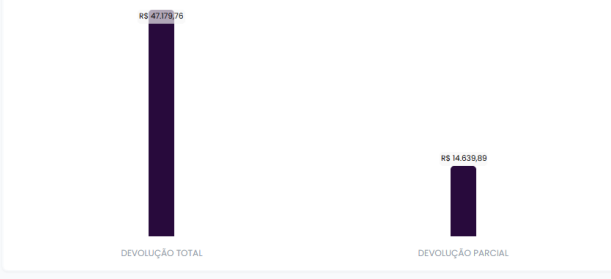 R$ 47.179,76
R$ 14.639,89
DEVOLUÇÃO TOTAL
DEVOLUÇÃO PARCIAL